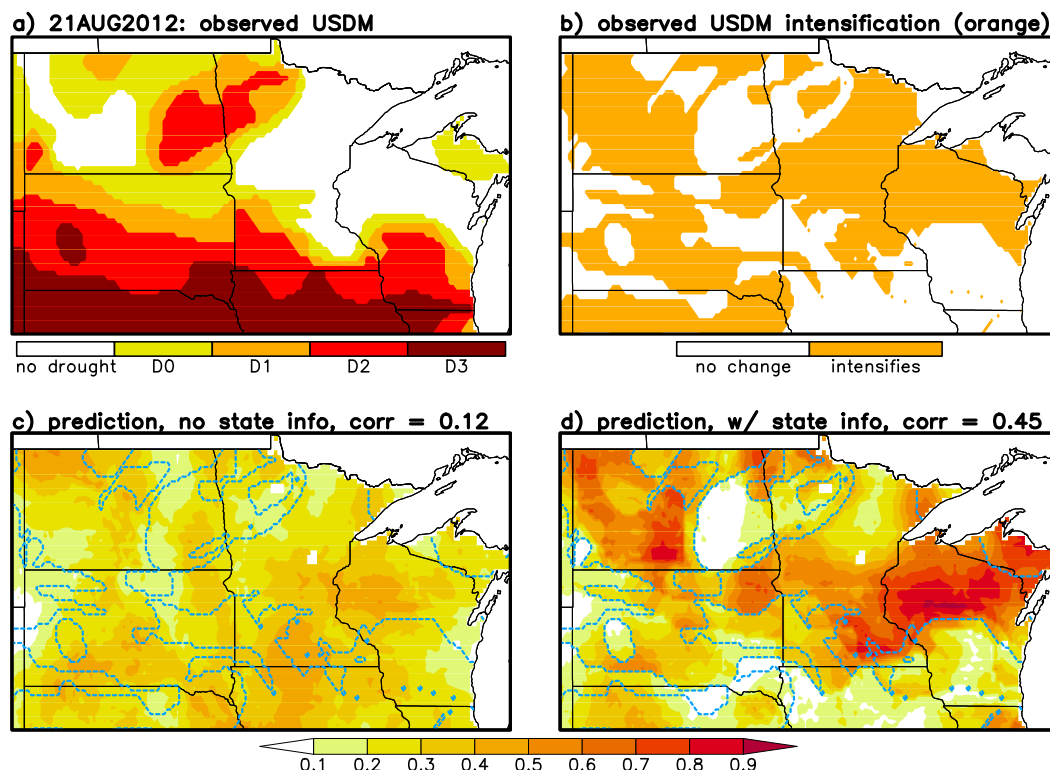 a) 21AUG2012: observed USDM
b) observed USDM intensification (orange)
no drought D0 D1 D2 D3
no change intensifies
c) prediction, no state info, corr = 0.12
d) prediction, w/ state info, corr = 0.45
0.1 0.2 0.3 0.4 0.5 0.6 0.7 0.8 0.9